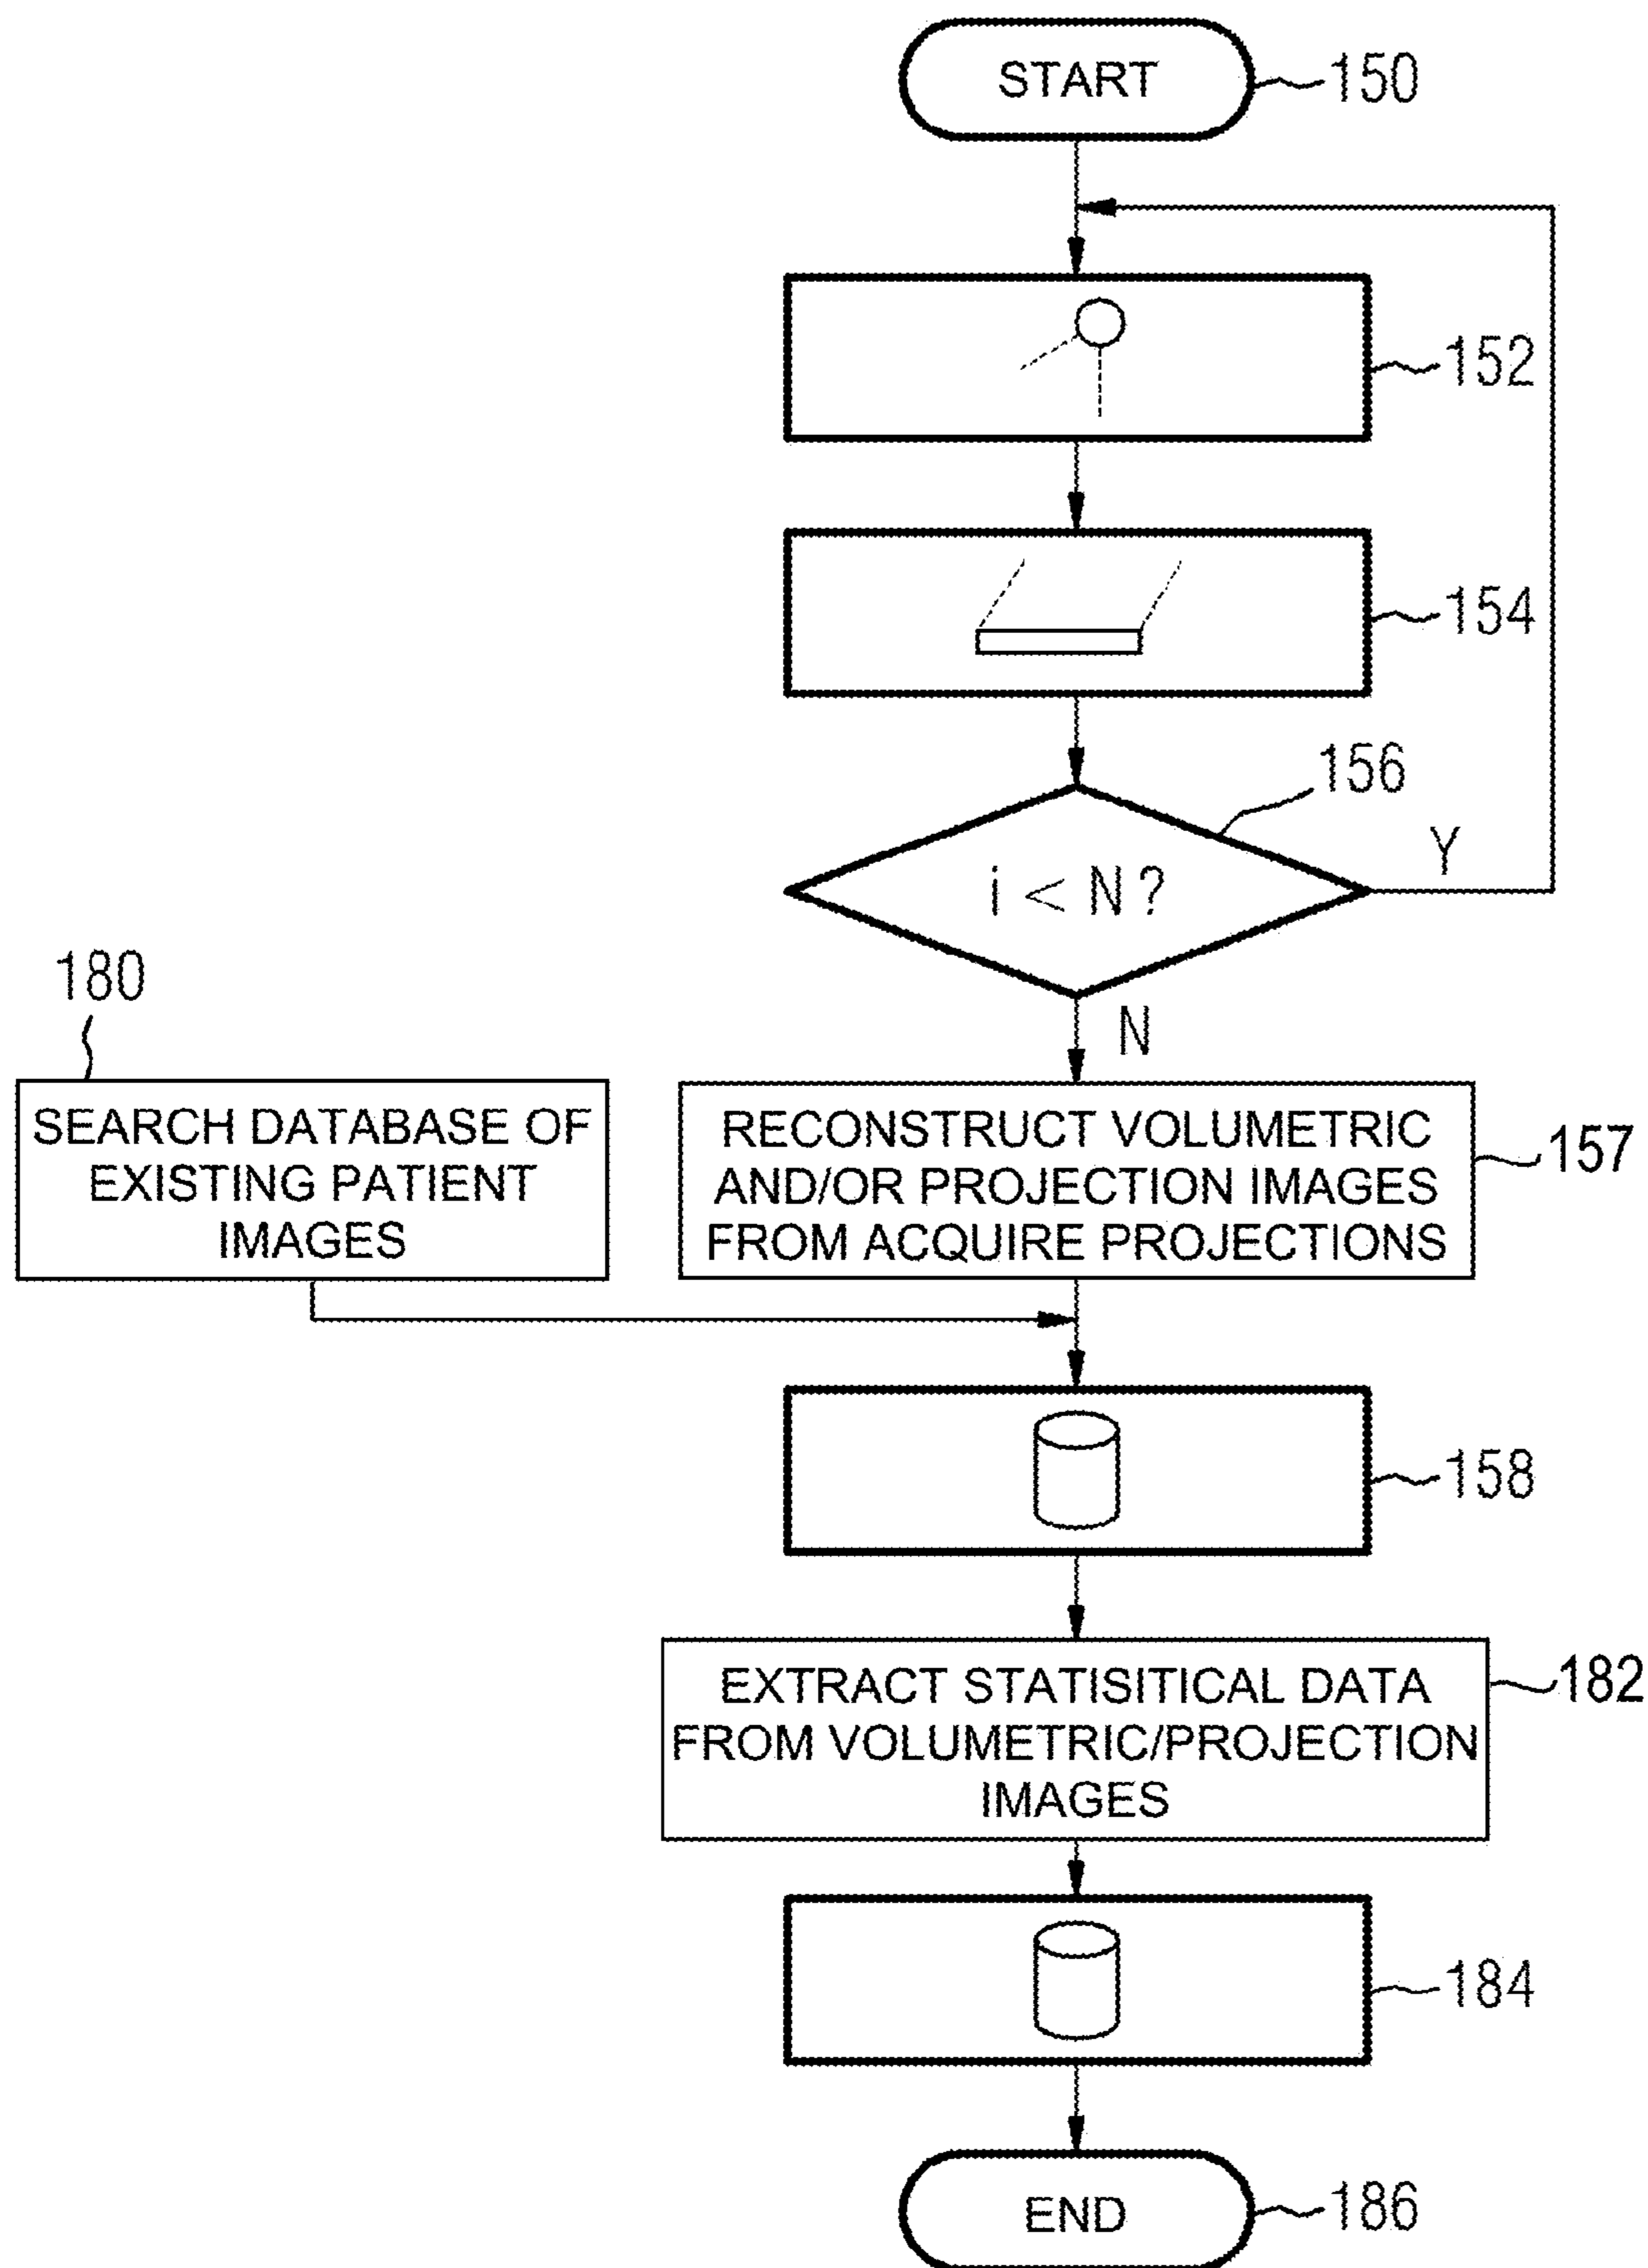 START
150
152
154
156
i < N ?
Y
N
180
SEARCH DATABASE OF
EXISTING PATIENT
IMAGES
RECONSTRUCT VOLUMETRIC
AND/OR PROJECTION IMAGES
FROM ACQUIRE PROJECTIONS
157
158
EXTRACT STATISITICAL DATA
FROM VOLUMETRIC/PROJECTION
IMAGES
182
184
END
186